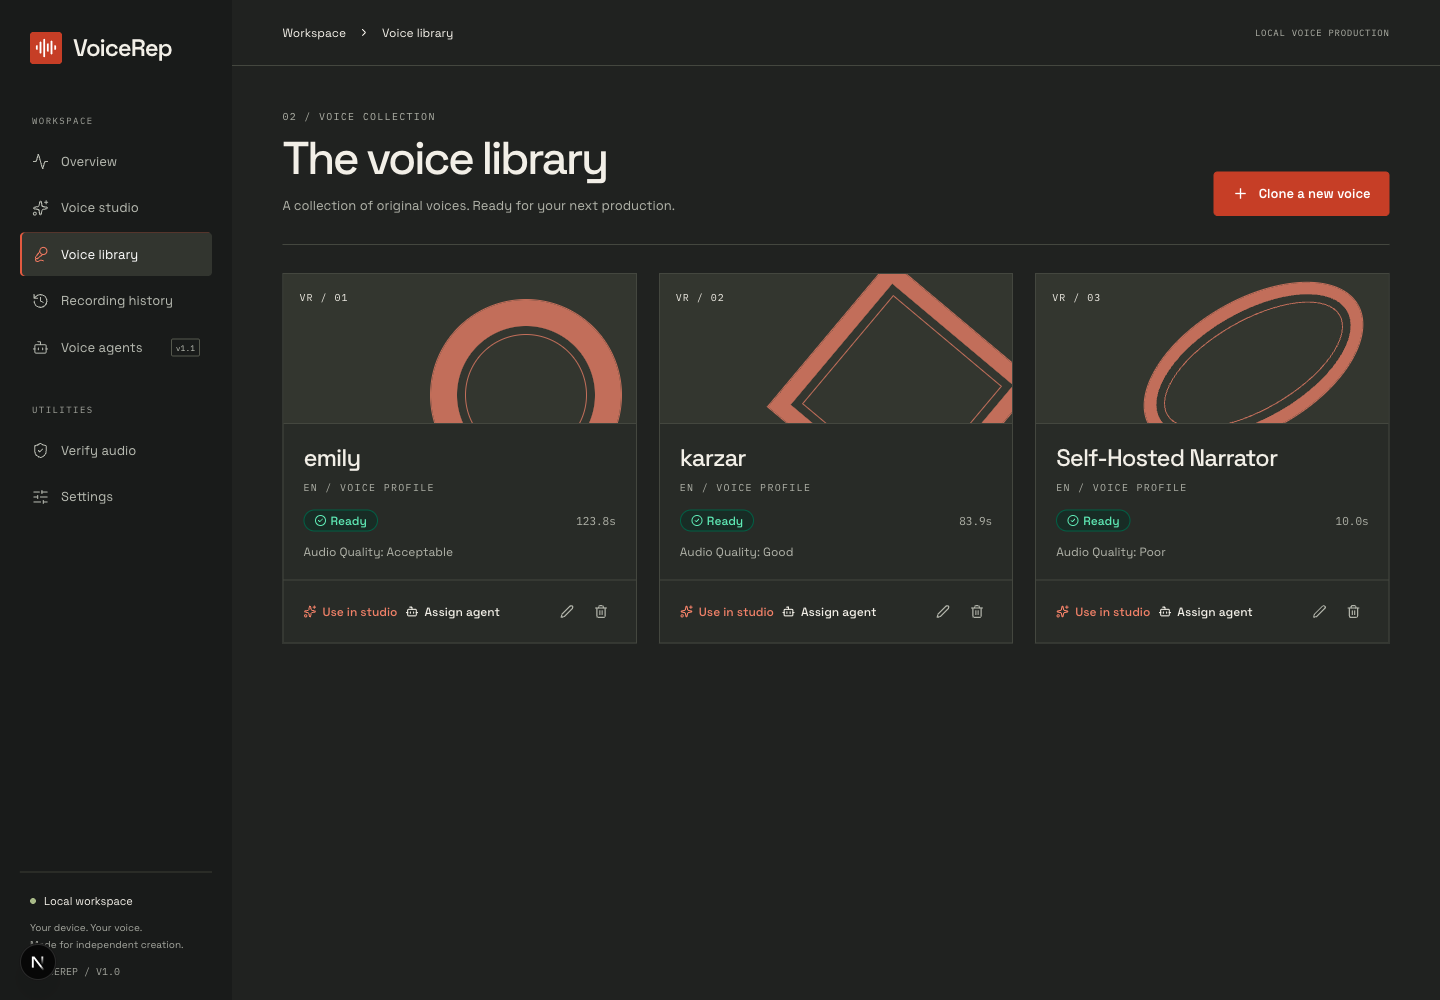 VoiceRep
WORKSPACE
Overview
Voice studio
Voice library
Recording history
Voice agents v1.1
UTILITIES
Verify audio
Settings
Local workspace
Your device. Your voice.
for independent creation.
/ V1.0
N
Workspace > Voice library
LOCAL VOICE PRODUCTION
02 / VOICE COLLECTION
The voice library
A collection of original voices. Ready for your next production.
+ Clone a new voice
VR / 01
emily
EN / VOICE PROFILE
Ready 123.8s
Audio Quality: Acceptable
Use in studio Assign agent
VR / 02
karzar
EN / VOICE PROFILE
Ready 83.9s
Audio Quality: Good
Use in studio Assign agent
VR / 03
Self-Hosted Narrator
EN / VOICE PROFILE
Ready 10.0s
Audio Quality: Poor
Use in studio Assign agent